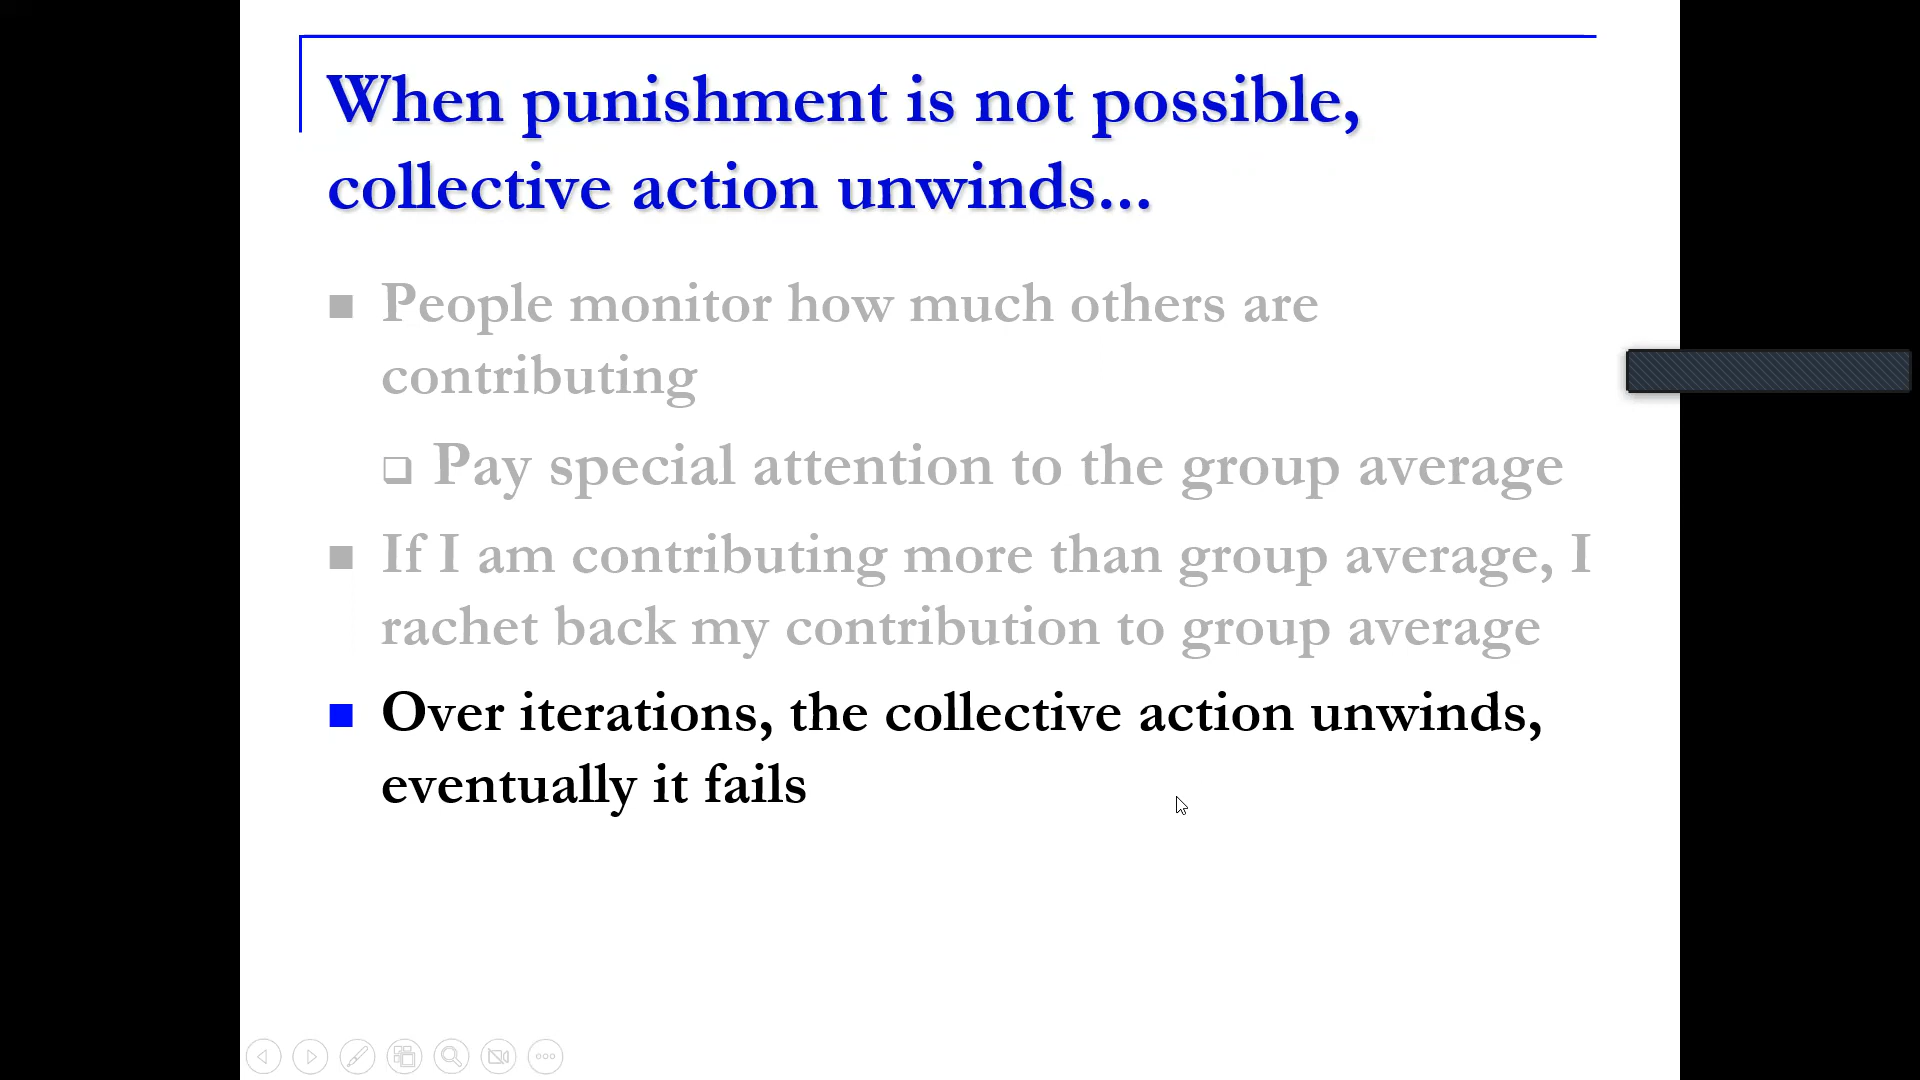 When punishment is not possible,
collective action unwinds...
People monitor how much others are
contributing
Pay special attention to the group average
If I am contributing more than group average, I
rachet back my contribution to group average
Over iterations, the collective action unwinds,
eventually it fails